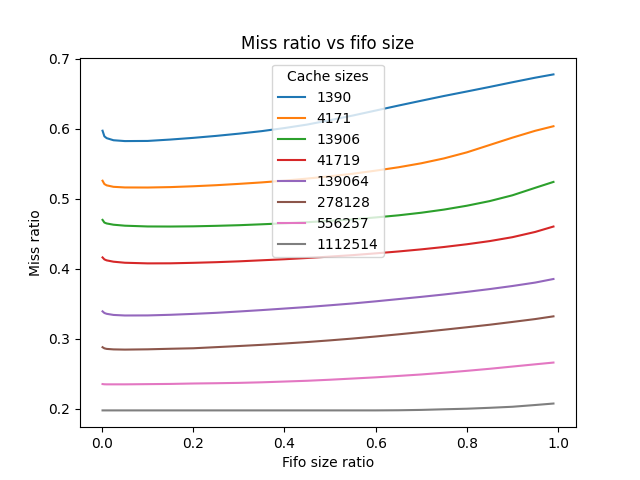 Miss ratio vs fifo size
Miss ratio
0.7
0.6
0.5
0.4
0.3
0.2
Cache sizes
1390
4171
13906
41719
139064
278128
556257
1112514
0.0 0.2 0.4 0.6 0.8 1.0
Fifo size ratio